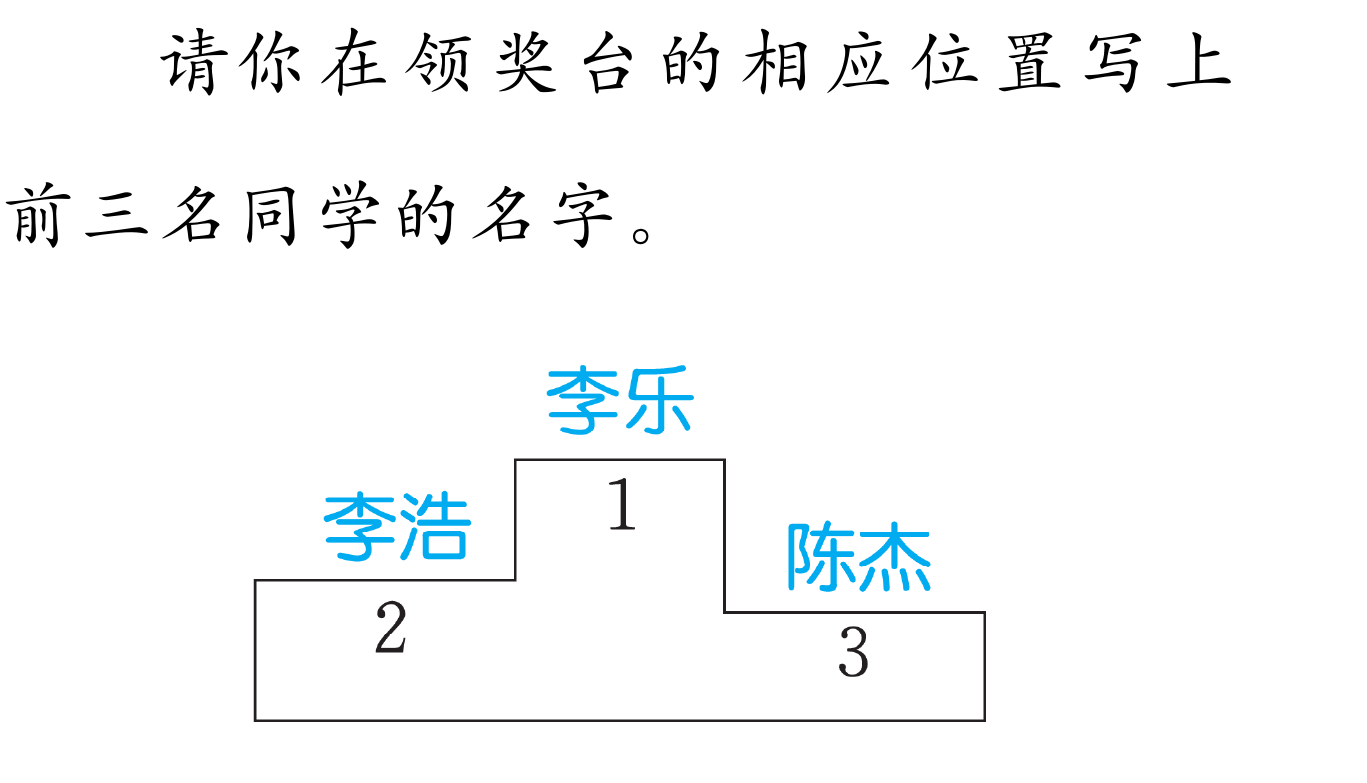 请你在领奖台的相应位置写上
前三名同学的名字。
李乐
1
李浩
陈杰
2
3